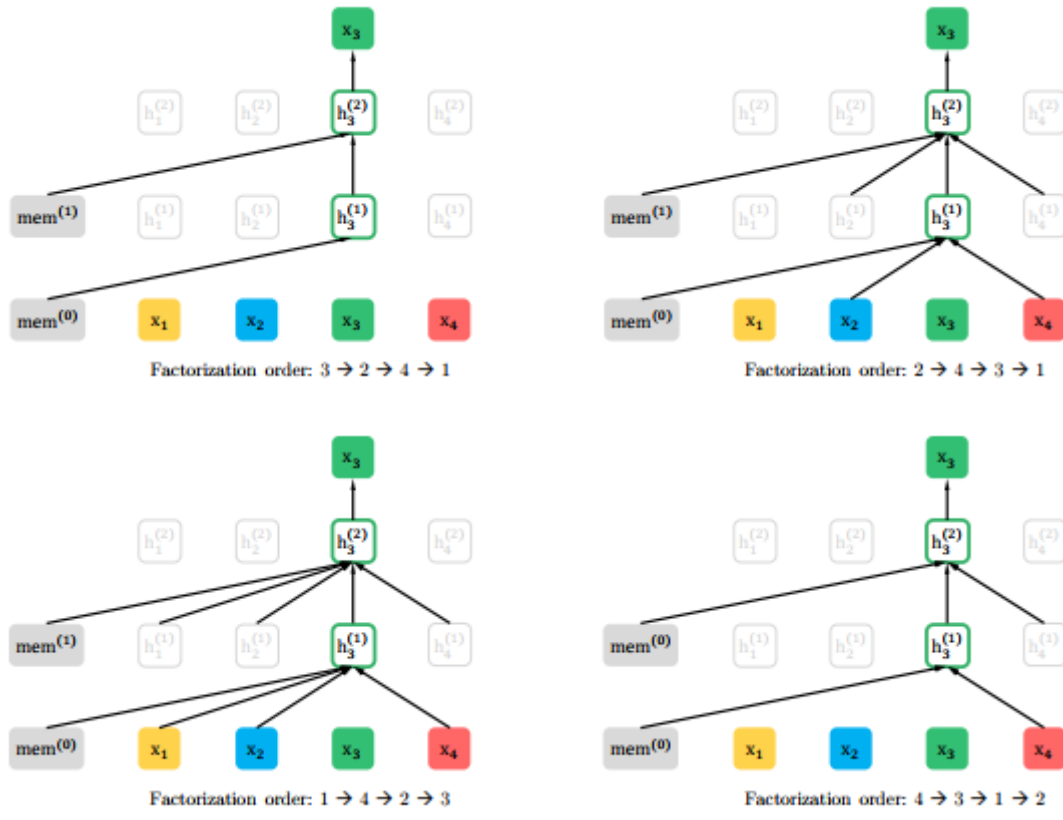 x₃ x₃
h₁⁽²⁾ h₂⁽²⁾ h₃⁽²⁾ h₄⁽²⁾ h₁⁽²⁾ h₂⁽²⁾ h₃⁽²⁾ h₄⁽²⁾
mem⁽¹⁾ h₁⁽¹⁾ h₂⁽¹⁾ h₃⁽¹⁾ h₄⁽¹⁾ mem⁽¹⁾ h₁⁽¹⁾ h₂⁽¹⁾ h₃⁽¹⁾ h₄⁽¹⁾
mem⁽⁰⁾ x₁ x₂ x₃ x₄ mem⁽⁰⁾ x₁ x₂ x₃ x₄
Factorization order: 3 → 2 → 4 → 1 Factorization order: 2 → 4 → 3 → 1
x₃ x₃
h₁⁽²⁾ h₂⁽²⁾ h₃⁽²⁾ h₄⁽²⁾ h₁⁽²⁾ h₂⁽²⁾ h₃⁽²⁾ h₄⁽²⁾
mem⁽¹⁾ h₁⁽¹⁾ h₂⁽¹⁾ h₃⁽¹⁾ h₄⁽¹⁾ mem⁽⁰⁾ h₁⁽¹⁾ h₂⁽¹⁾ h₃⁽¹⁾ h₄⁽¹⁾
mem⁽⁰⁾ x₁ x₂ x₃ x₄ mem⁽⁰⁾ x₁ x₂ x₃ x₄
Factorization order: 1 → 4 → 2 → 3 Factorization order: 4 → 3 → 1 → 2